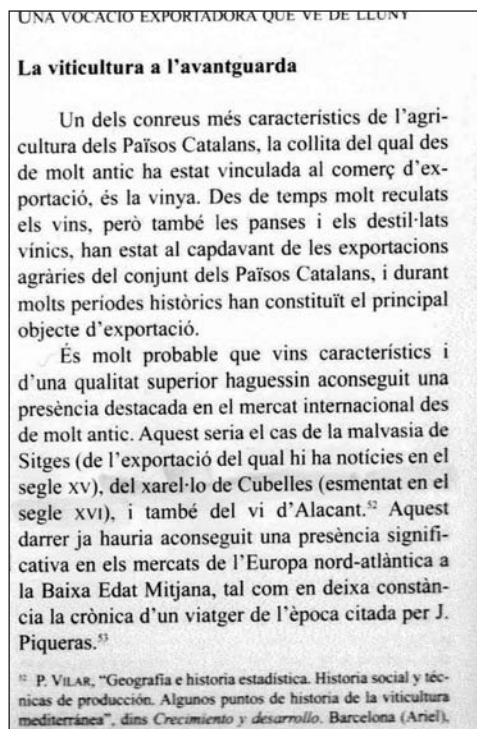 UNA VOCACIÓ EXPORTADORA QUE VE DE LLUNY
La viticultura a l'avantguarda
Un dels conreus més característics de l'agri-
cultura dels Països Catalans, la collita del qual des
de molt antic ha estat vinculada al comerç d'ex-
portació, és la vinya. Des de temps molt reculats
els vins, però també les panses i els destil·lats
vínics, han estat al capdavant de les exportacions
agràries del conjunt dels Països Catalans, i durant
molts períodes històrics han constituït el principal
objecte d'exportació.
És molt probable que vins característics i
d'una qualitat superior haguessin aconseguit una
presència destacada en el mercat internacional des
de molt antic. Aquest seria el cas de la malvasia de
Sitges (de l'exportació del qual hi ha notícies en el
segle XV), del xarel·lo de Cubelles (esmentat en el
segle XVI), i també del vi d'Alacant.⁵² Aquest
darrer ja hauria aconseguit una presència signifi-
cativa en els mercats de l'Europa nord-atlàntica a
la Baixa Edat Mitjana, tal com en deixa constàn-
cia la crònica d'un viatger de l'època citada per J.
Piqueras.⁵³
⁵² P. VILAR, "Geografia e historia estadística. Historia social y téc-
nicas de producción. Algunos puntos de historia de la viticultura
mediterránea", dins Crecimiento y desarrollo. Barcelona (Ariel),